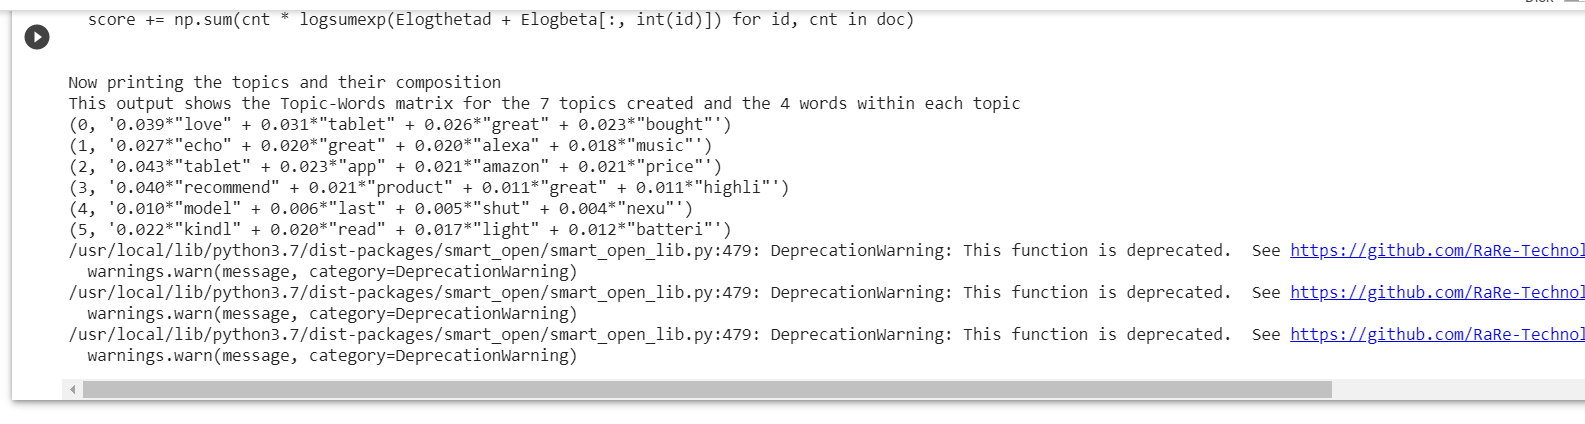 score += np.sum(cnt * logsumexp(Elogthetad + Elogbeta[:, int(id)]) for id, cnt in doc)
Now printing the topics and their composition
This output shows the Topic-Words matrix for the 7 topics created and the 4 words within each topic
(0, '0.039*"love" + 0.031*"tablet" + 0.026*"great" + 0.023*"bought"')
(1, '0.027*"echo" + 0.020*"great" + 0.020*"alexa" + 0.018*"music"')
(2, '0.043*"tablet" + 0.023*"app" + 0.021*"amazon" + 0.021*"price"')
(3, '0.040*"recommend" + 0.021*"product" + 0.011*"great" + 0.011*"highli"')
(4, '0.010*"model" + 0.006*"last" + 0.005*"shut" + 0.004*"nexu"')
(5, '0.022*"kindl" + 0.020*"read" + 0.017*"light" + 0.012*"batteri"')
/usr/local/lib/python3.7/dist-packages/smart_open/smart_open_lib.py:479: DeprecationWarning: This function is deprecated.  See https://github.com/RaRe-Technol
warnings.warn(message, category=DeprecationWarning)
/usr/local/lib/python3.7/dist-packages/smart_open/smart_open_lib.py:479: DeprecationWarning: This function is deprecated.  See https://github.com/RaRe-Technol
warnings.warn(message, category=DeprecationWarning)
/usr/local/lib/python3.7/dist-packages/smart_open/smart_open_lib.py:479: DeprecationWarning: This function is deprecated.  See https://github.com/RaRe-Technol
warnings.warn(message, category=DeprecationWarning)